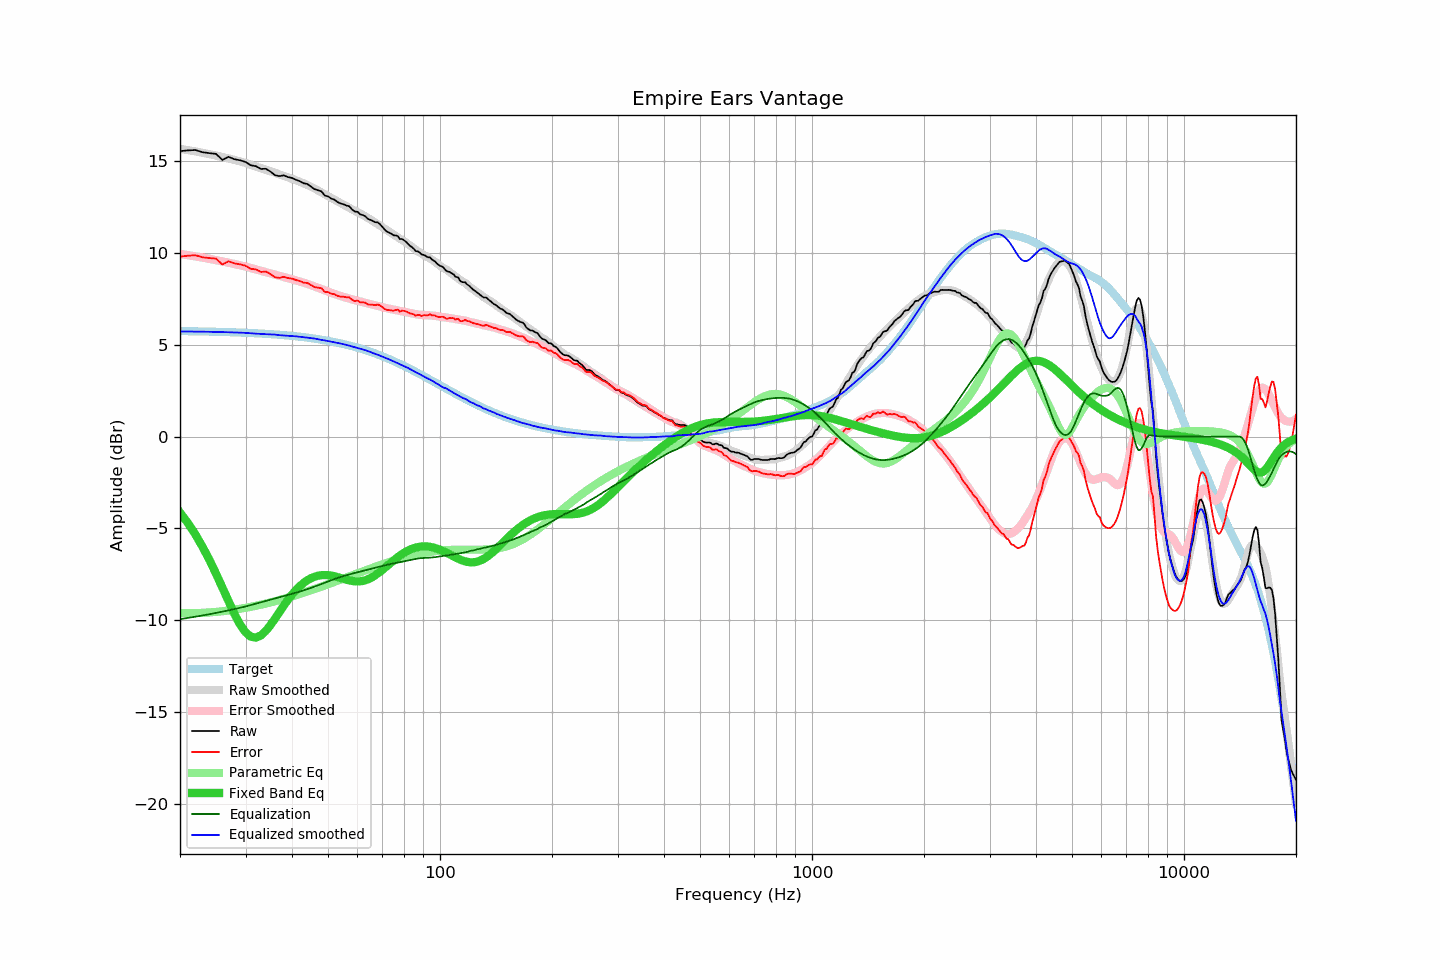 Empire Ears Vantage
Amplitude (dBr)
15
10
5
0
−5
−10
−15
−20
Target
Raw Smoothed
Error Smoothed
Raw
Error
Parametric Eq
Fixed Band Eq
Equalization
Equalized smoothed
100 1000 10000
Frequency (Hz)